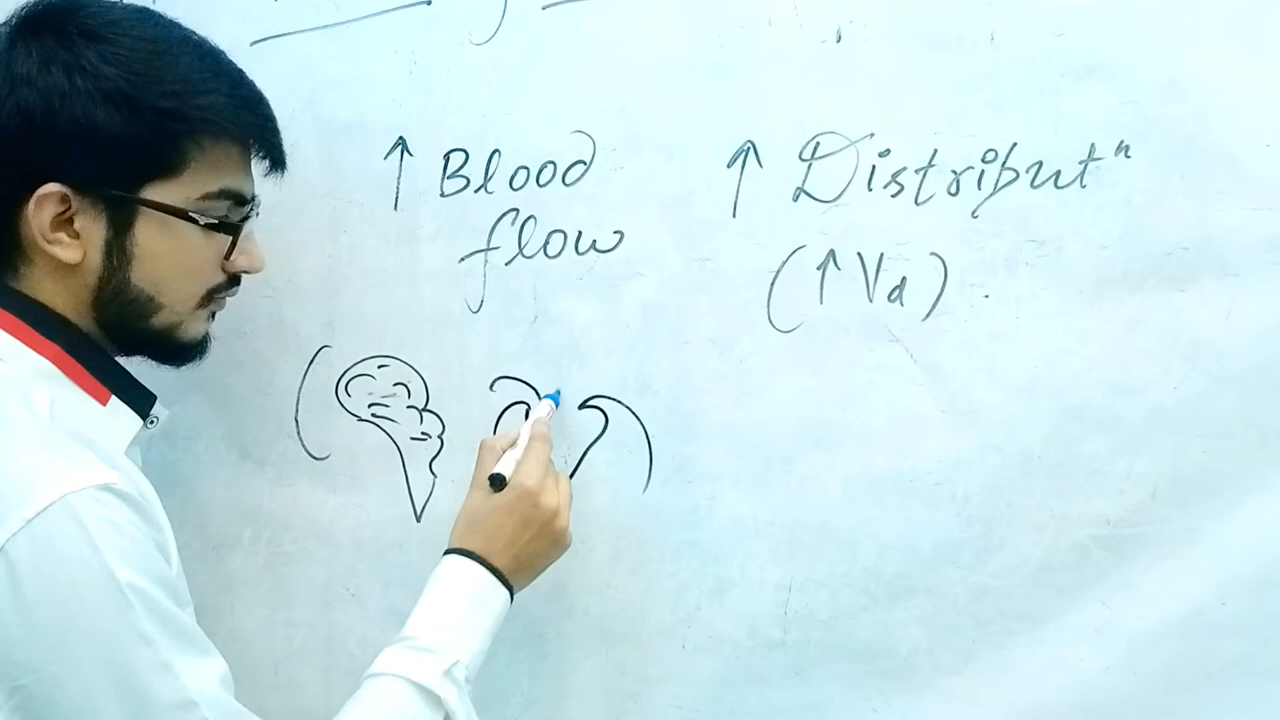 ↑ Blood flow
↑ Distributⁿ
(↑ Vd)